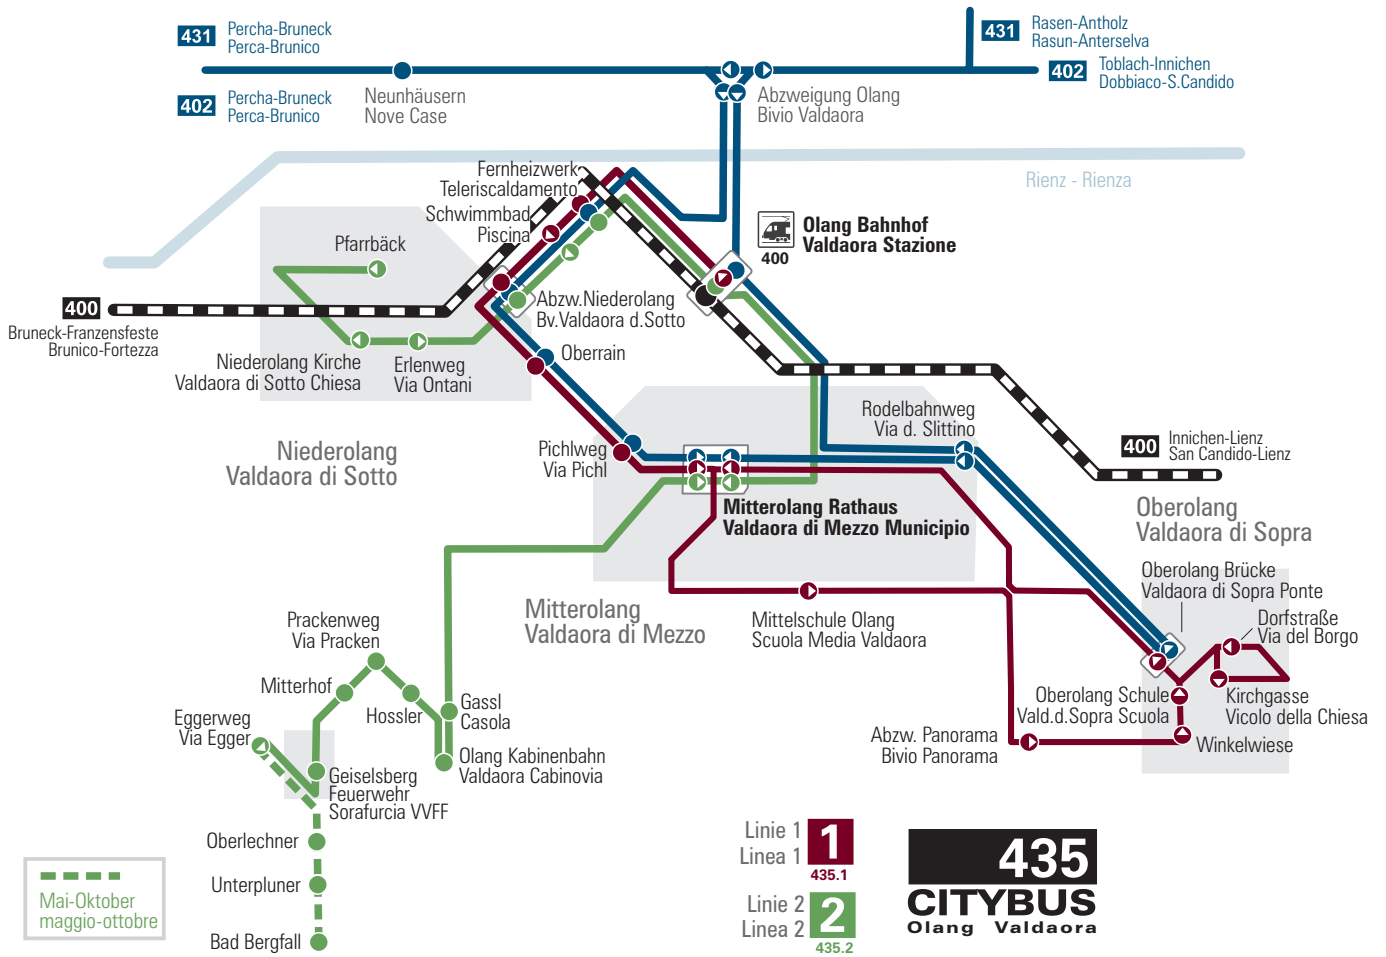 431
Percha-Bruneck
Perca-Brunico
402
Percha-Bruneck
Perca-Brunico
Neunhäusern
Nove Case
Abzweigung Olang
Bivio Valdaora
431
Rasen-Antholz
Rasun-Anterselva
402
Toblach-Innichen
Dobbiaco-S.Candido
Rienz - Rienza
Fernheizwerk
Teleriscaldamento
Schwimmbad
Piscina
Pfarrbäck
400
Olang Bahnhof
Valdaora Stazione
400
Bruneck-Franzensfeste
Brunico-Fortezza
Abzw.Niederolang
Bv.Valdaora d.Sotto
Niederolang Kirche
Valdaora di Sotto Chiesa
Erlenweg
Via Ontani
Oberrain
Niederolang
Valdaora di Sotto
Pichlweg
Via Pichl
Rodelbahnweg
Via d. Slittino
400
Innichen-Lienz
San Candido-Lienz
Mitterolang Rathaus
Valdaora di Mezzo Municipio
Oberolang
Valdaora di Sopra
Oberolang Brücke
Valdaora di Sopra Ponte
Dorfstraße
Via del Borgo
Mitterolang
Valdaora di Mezzo
Mittelschule Olang
Scuola Media Valdaora
Prackenweg
Via Pracken
Mitterhof
Hossler
Gassl
Casola
Eggerweg
Via Egger
Olang Kabinenbahn
Valdaora Cabinovia
Geiselsberg
Feuerwehr
Sorafurcia VVFF
Oberolang Schule
Vald.d.Sopra Scuola
Kirchgasse
Vicolo della Chiesa
Abzw. Panorama
Bivio Panorama
Winkelwiese
Oberlechner
Unterpluner
Bad Bergfall
Mai-Oktober
maggio-ottobre
Linie 1
Linea 1
1
435.1
Linie 2
Linea 2
2
435.2
435
CITYBUS
Olang Valdaora